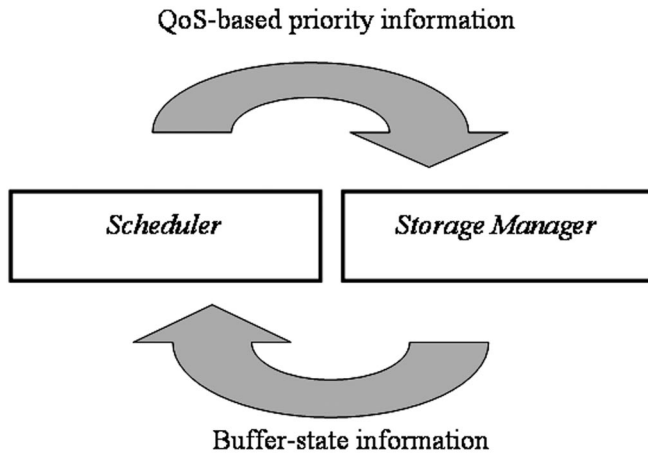 QoS-based priority information
Scheduler
Storage Manager
Buffer-state information